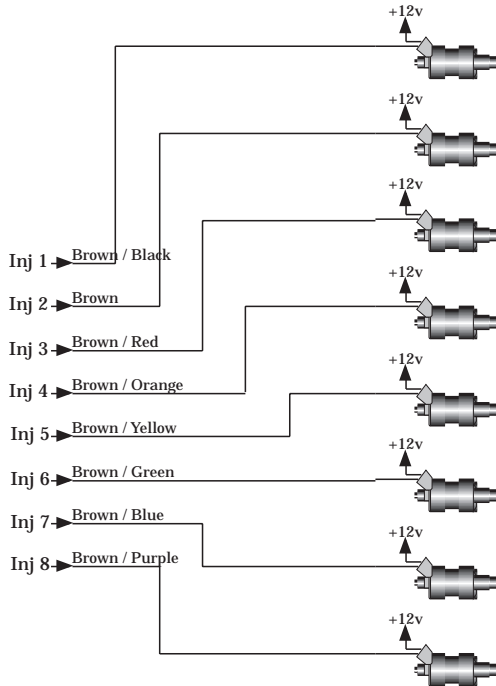 +12v
+12v
+12v
Inj 1 Brown / Black
+12v
Inj 2 Brown
Inj 3 Brown / Red
+12v
Inj 4 Brown / Orange
Inj 5 Brown / Yellow
+12v
Inj 6 Brown / Green
Inj 7 Brown / Blue
+12v
Inj 8 Brown / Purple
+12v